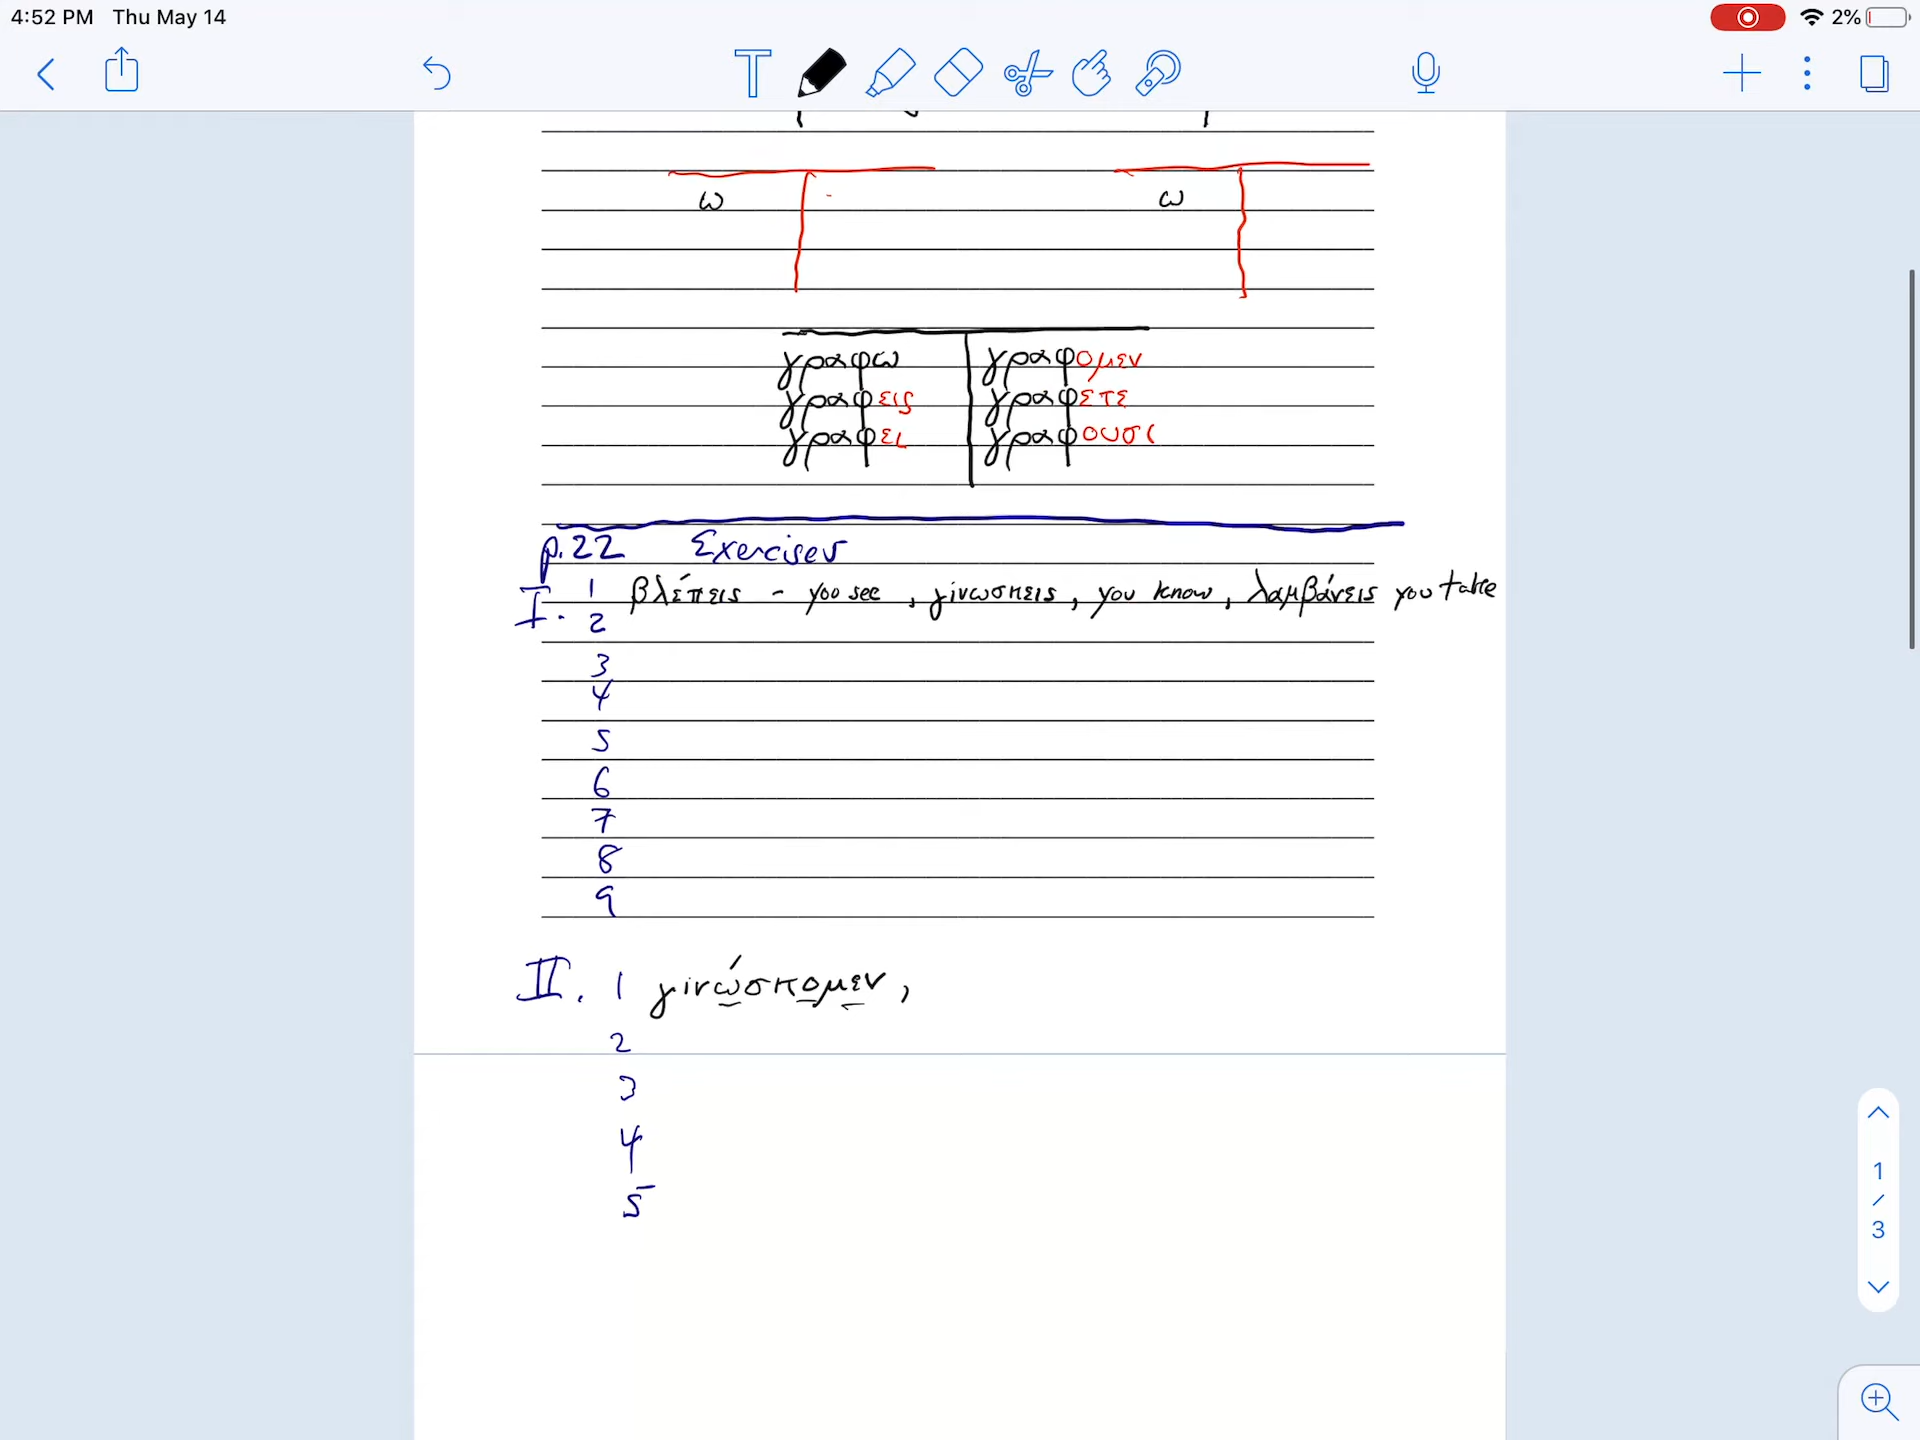 4:52 PM Thu May 14 2%
T
ω ω
γραφω γραφομεν
γραφεις γραφετε
γραφει γραφουσι
p.22 Exercises
I. 1 βλέπεις - you see, γίνωσκεις, you know, λαμβάνεις you take
2
3
4
5
6
7
8
9
II. 1 γινώσκομεν,
2
3
4
5
1
/
3